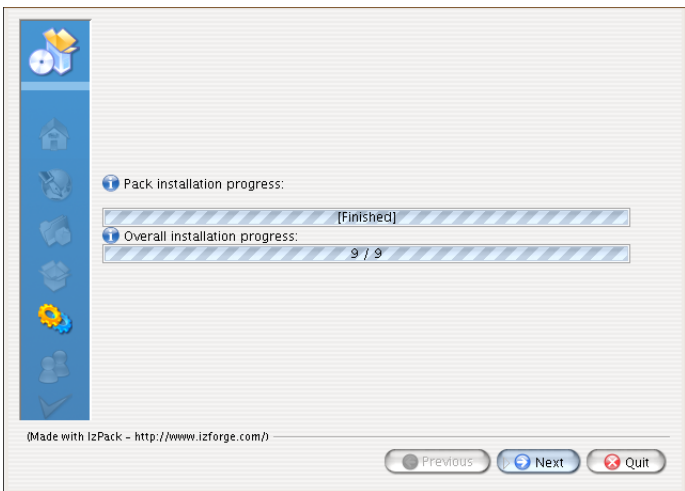 Pack installation progress:
[Finished]
Overall installation progress:
9 / 9
(Made with IzPack - http://www.izforge.com/)
Previous
Next
Quit